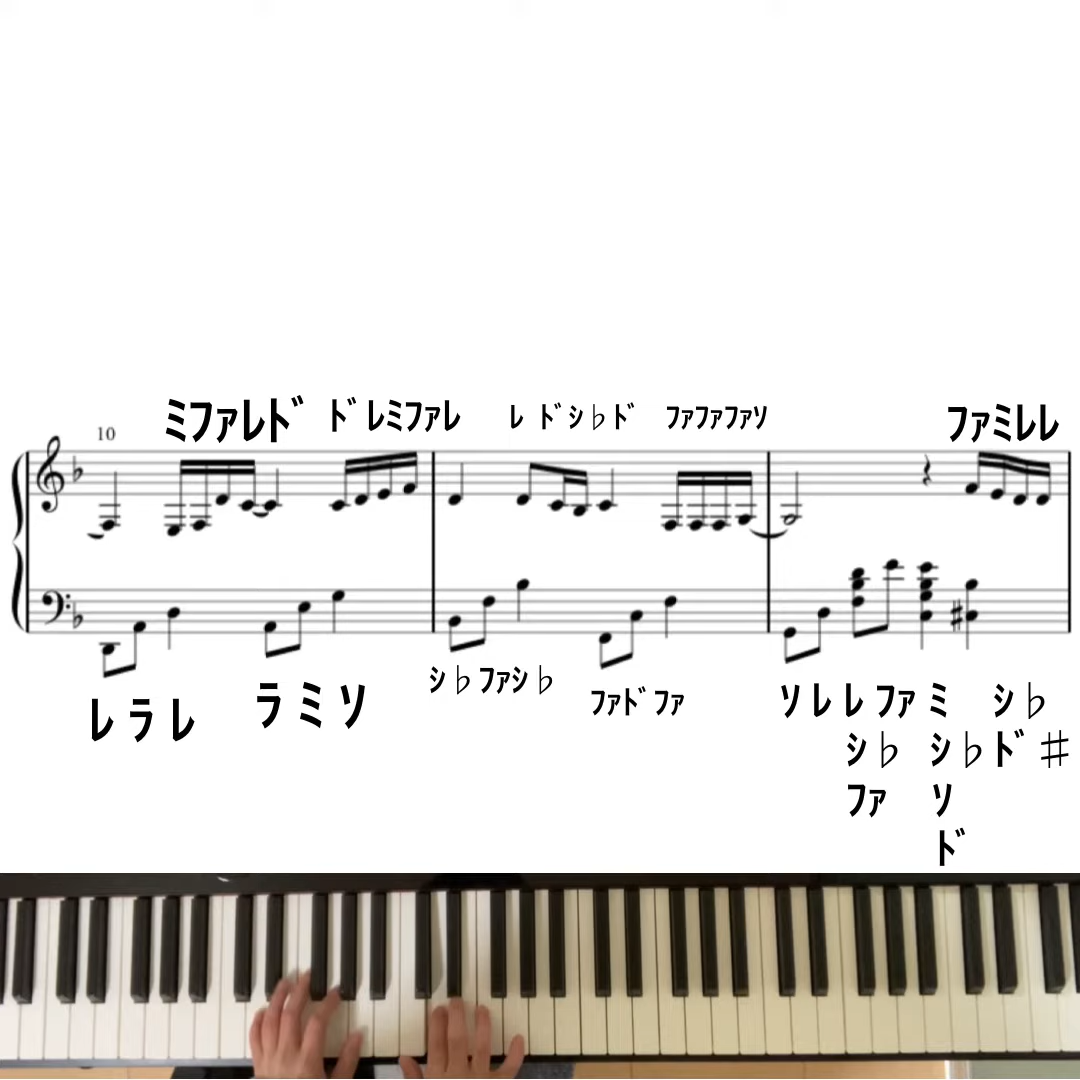 10
ﾐﾌｧﾚﾄﾞ ﾄﾞﾚﾐﾌｧﾚ ﾚ ﾄﾞｼ♭ﾄﾞ ﾌｧﾌｧﾌｧｿ ﾌｧﾐﾚﾚ
ﾚ ﾗ ﾚ ﾗ ﾐ ｿ ｼ♭ﾌｧｼ♭ ﾌｧﾄﾞﾌｧ ｿ ﾚ ﾚ ﾌｧ ﾐ ｼ♭
ｼ♭ ｼ♭ ﾄﾞ♯
ﾌｧ ｿ
ﾄﾞ